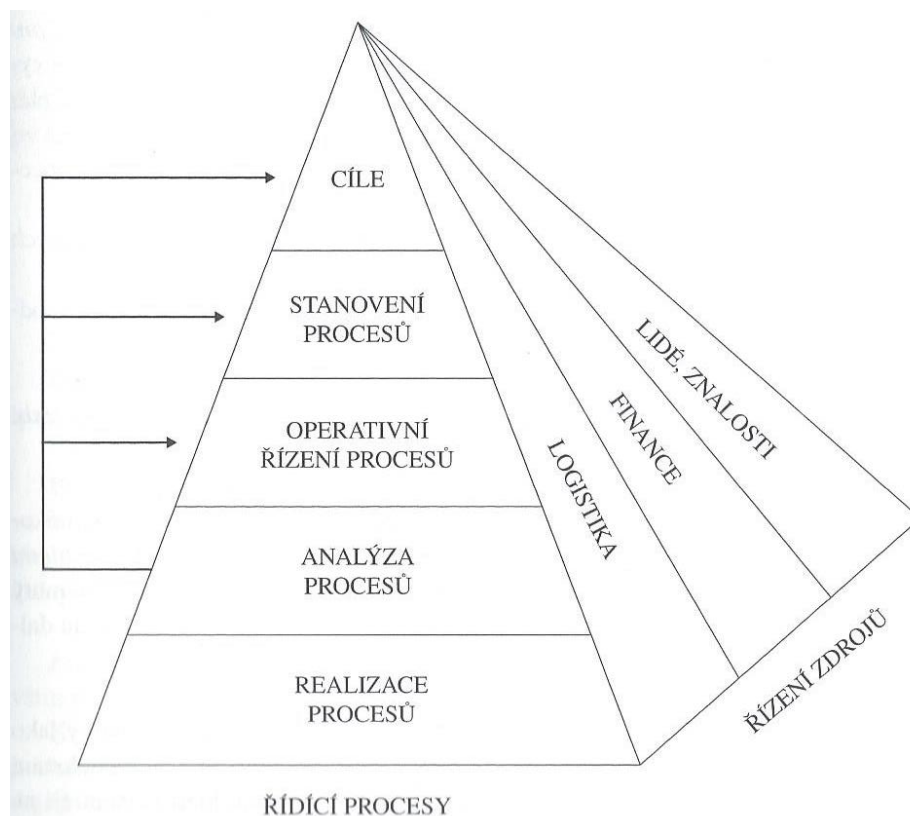 CÍLE
STANOVENÍ
PROCESŮ
OPERATIVNÍ
ŘÍZENÍ PROCESŮ
ANALÝZA
PROCESŮ
REALIZACE
PROCESŮ
LOGISTIKA
FINANCE
LIDÉ, ZNALOSTI
ŘÍZENÍ ZDROJŮ
ŘÍDÍCÍ PROCESY